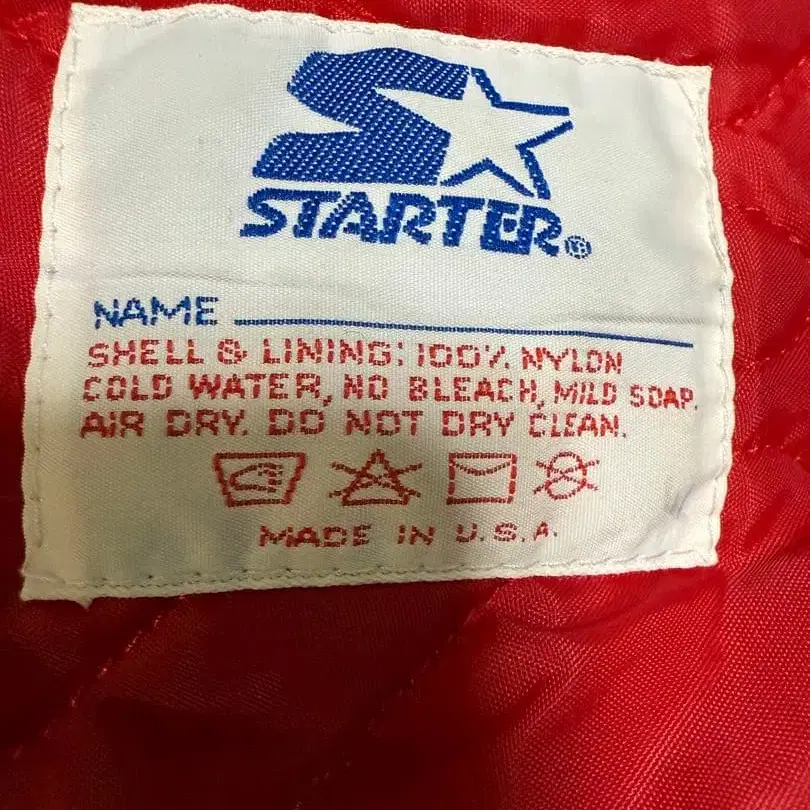 STARTER®
NAME
SHELL & LINING: 100% NYLON
COLD WATER, NO BLEACH, MILD SOAP.
AIR DRY. DO NOT DRY CLEAN.
MADE IN U.S.A.